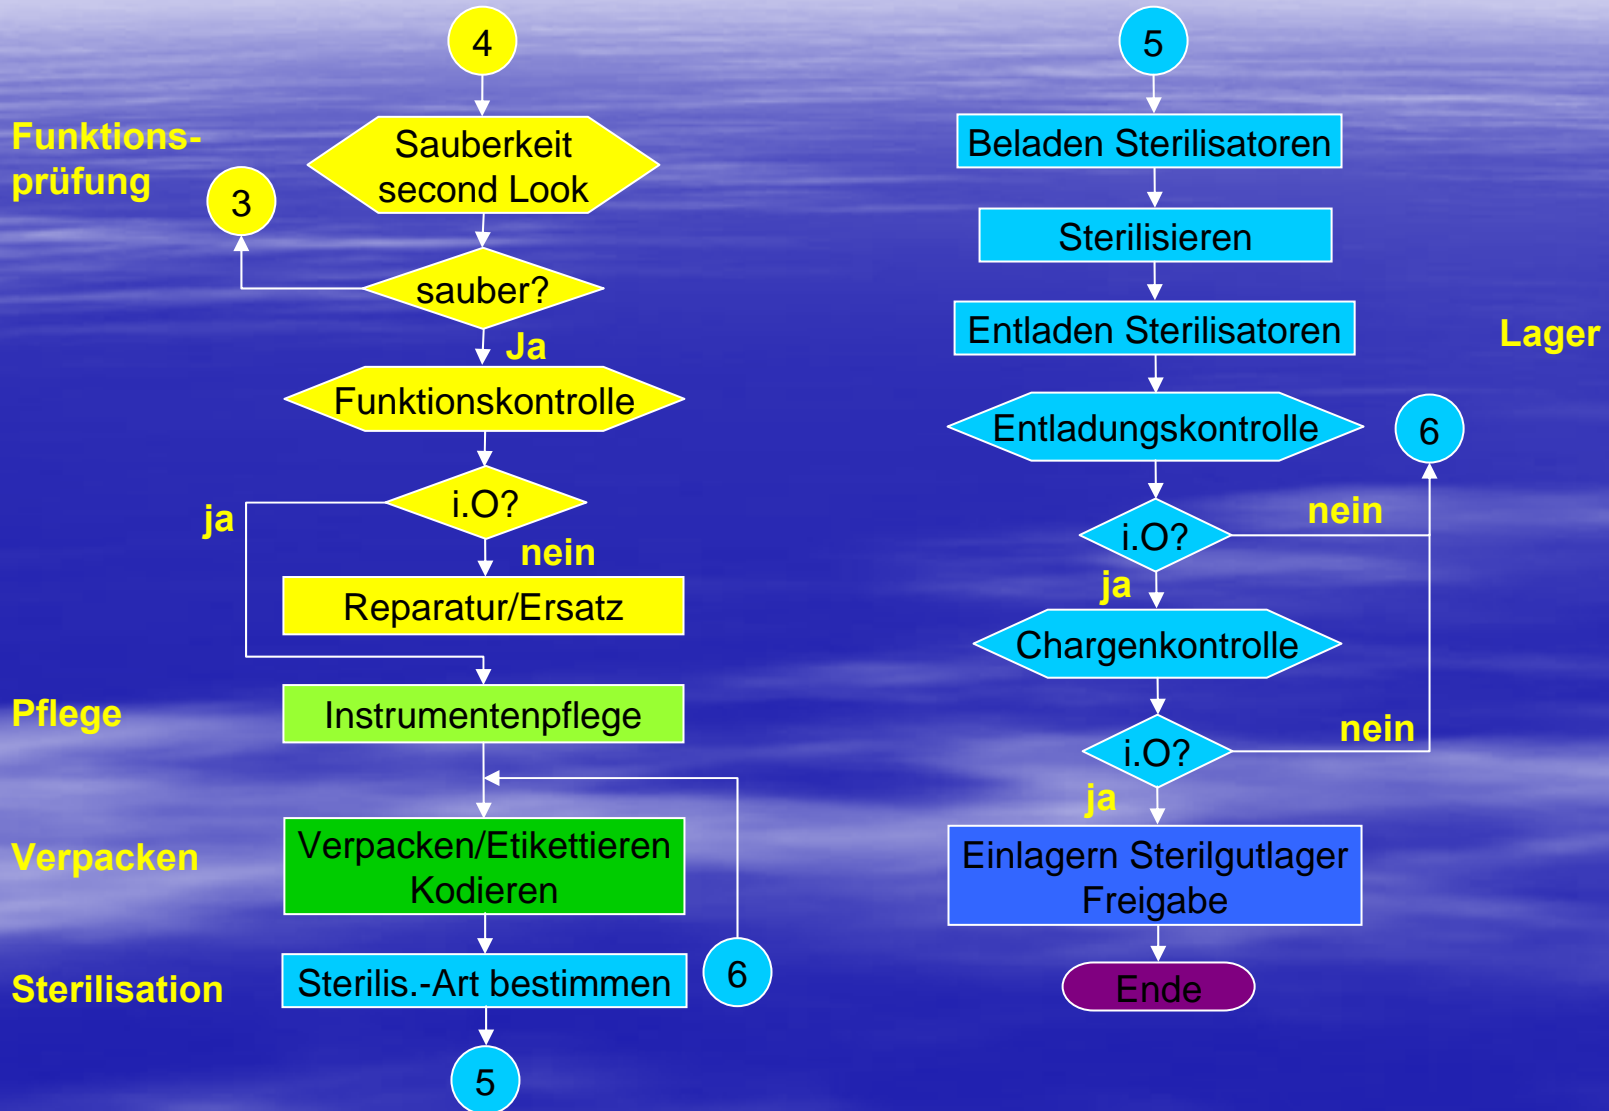 4
Funktions-
prüfung
Sauberkeit
second Look
3
sauber?
Ja
Funktionskontrolle
i.O?
ja
nein
Reparatur/Ersatz
Pflege
Instrumentenpflege
Verpacken
Verpacken/Etikettieren
Kodieren
Sterilisation
Sterilis.-Art bestimmen
6
5
5
Beladen Sterilisatoren
Sterilisieren
Entladen Sterilisatoren
Lager
Entladungskontrolle
6
i.O?
nein
ja
Chargenkontrolle
i.O?
nein
ja
Einlagern Sterilgutlager
Freigabe
Ende